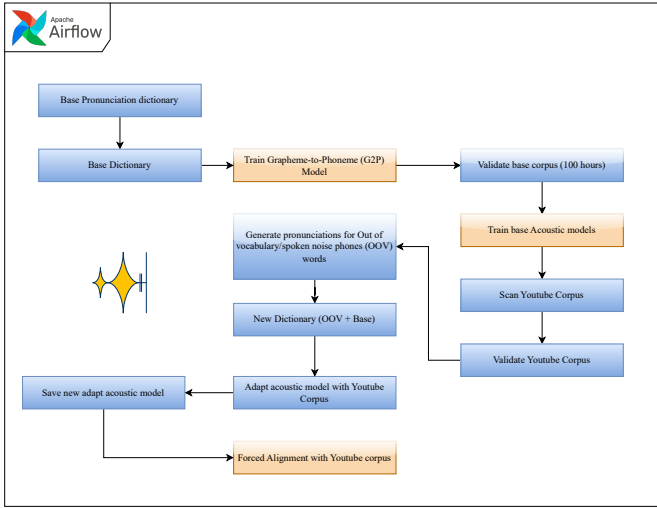 Apache
Airflow
Base Pronunciation dictionary
Base Dictionary
Train Grapheme-to-Phoneme (G2P)
Model
Validate base corpus (100 hours)
Train base Acoustic models
Scan Youtube Corpus
Validate Youtube Corpus
Generate pronunciations for Out of
vocabulary/spoken noise phones (OOV)
words
New Dictionary (OOV + Base)
Adapt acoustic model with Youtube
Corpus
Save new adapt acoustic model
Forced Alignment with Youtube corpus